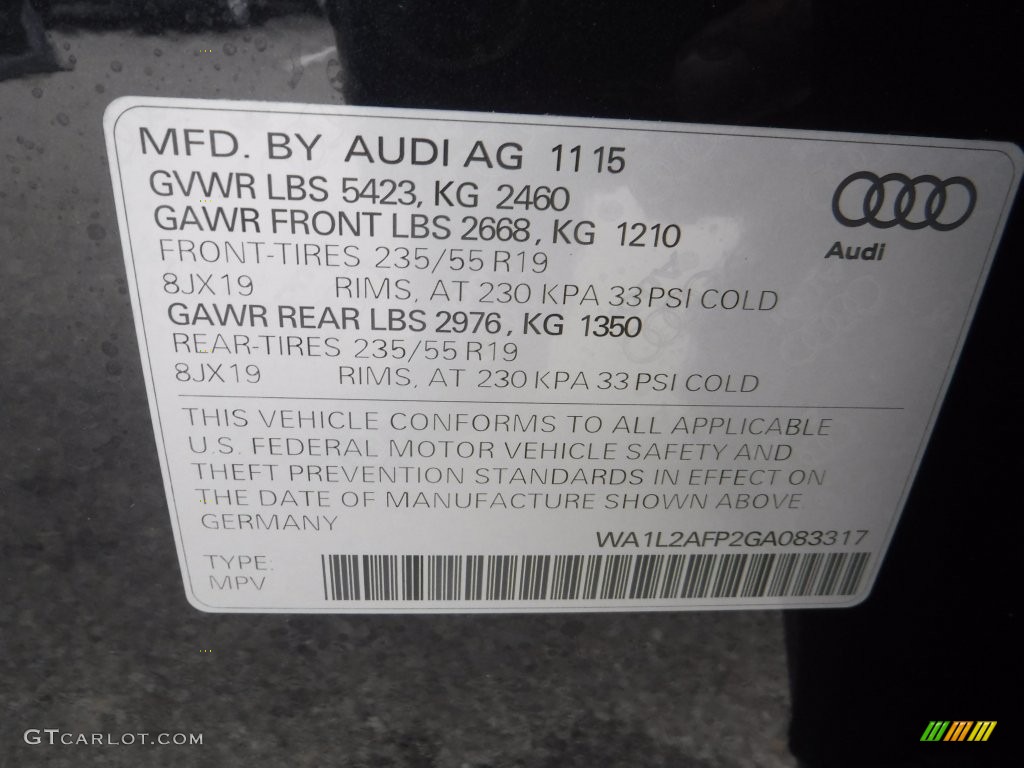 MFD. BY AUDI AG 11 15
GVWR LBS 5423, KG 2460
GAWR FRONT LBS 2668, KG 1210
FRONT-TIRES 235/55 R19
8JX19 RIMS, AT 230 KPA 33 PSI COLD
GAWR REAR LBS 2976, KG 1350
REAR-TIRES 235/55 R19
8JX19 RIMS, AT 230 KPA 33 PSI COLD
Audi
THIS VEHICLE CONFORMS TO ALL APPLICABLE
U.S. FEDERAL MOTOR VEHICLE SAFETY AND
THEFT PREVENTION STANDARDS IN EFFECT ON
THE DATE OF MANUFACTURE SHOWN ABOVE
GERMANY
WA1L2AFP2GA083317
TYPE:
MPV
GTCARLOT.COM